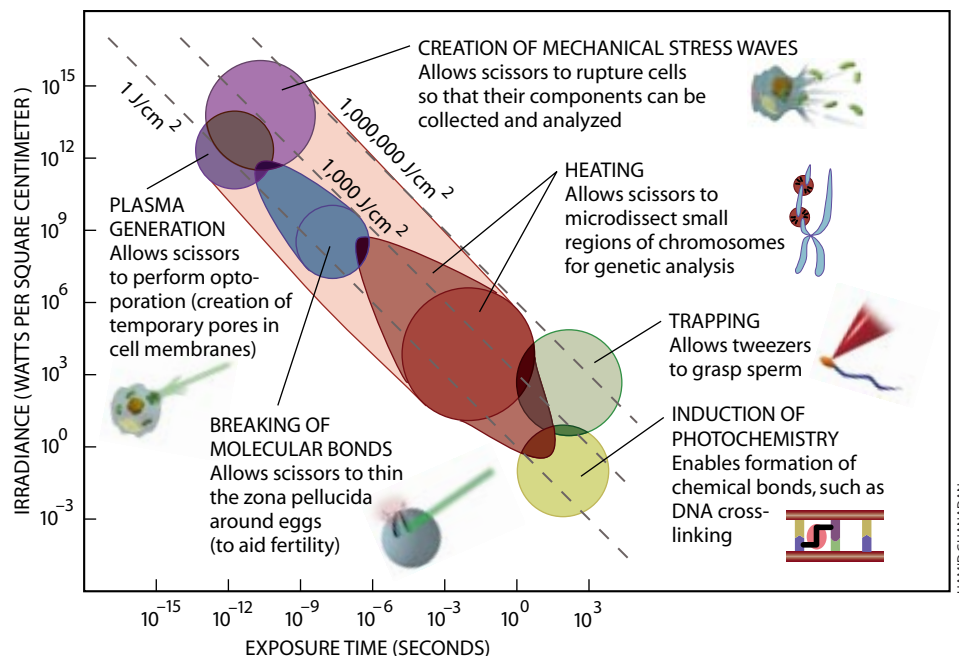 CREATION OF MECHANICAL STRESS WAVES
Allows scissors to rupture cells
so that their components can be
collected and analyzed
HEATING
Allows scissors to
microdissect small
regions of chromosomes
for genetic analysis
TRAPPING
Allows tweezers
to grasp sperm
INDUCTION OF
PHOTOCHEMISTRY
Enables formation of
chemical bonds, such as
DNA cross-
linking
PLASMA
GENERATION
Allows scissors
to perform opto-
poration (creation of
temporary pores in
cell membranes)
BREAKING OF
MOLECULAR BONDS
Allows scissors to thin
the zona pellucida
around eggs
(to aid fertility)
1 J/cm 2
1,000 J/cm 2
1,000,000 J/cm 2
IRRADIANCE (WATTS PER SQUARE CENTIMETER)
10^15
10^12
10^9
10^6
10^3
10^0
10^–3
10^–15
10^–12
10^–9
10^–6
10^–3
10^0
10^3
EXPOSURE TIME (SECONDS)